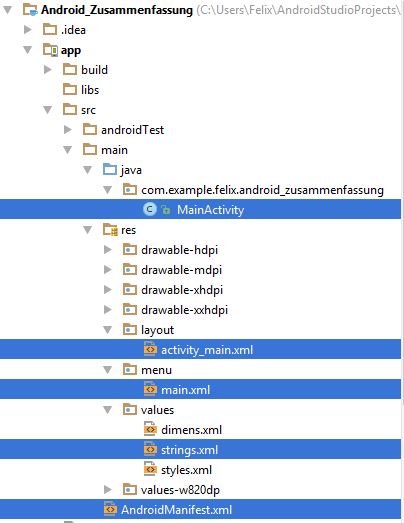 Android_Zusammenfassung (C:\Users\Felix\AndroidStudioProjects\
.idea
app
build
libs
src
androidTest
main
java
com.example.felix.android_zusammenfassung
MainActivity
res
drawable-hdpi
drawable-mdpi
drawable-xhdpi
drawable-xxhdpi
layout
activity_main.xml
menu
main.xml
values
dimens.xml
strings.xml
styles.xml
values-w820dp
AndroidManifest.xml